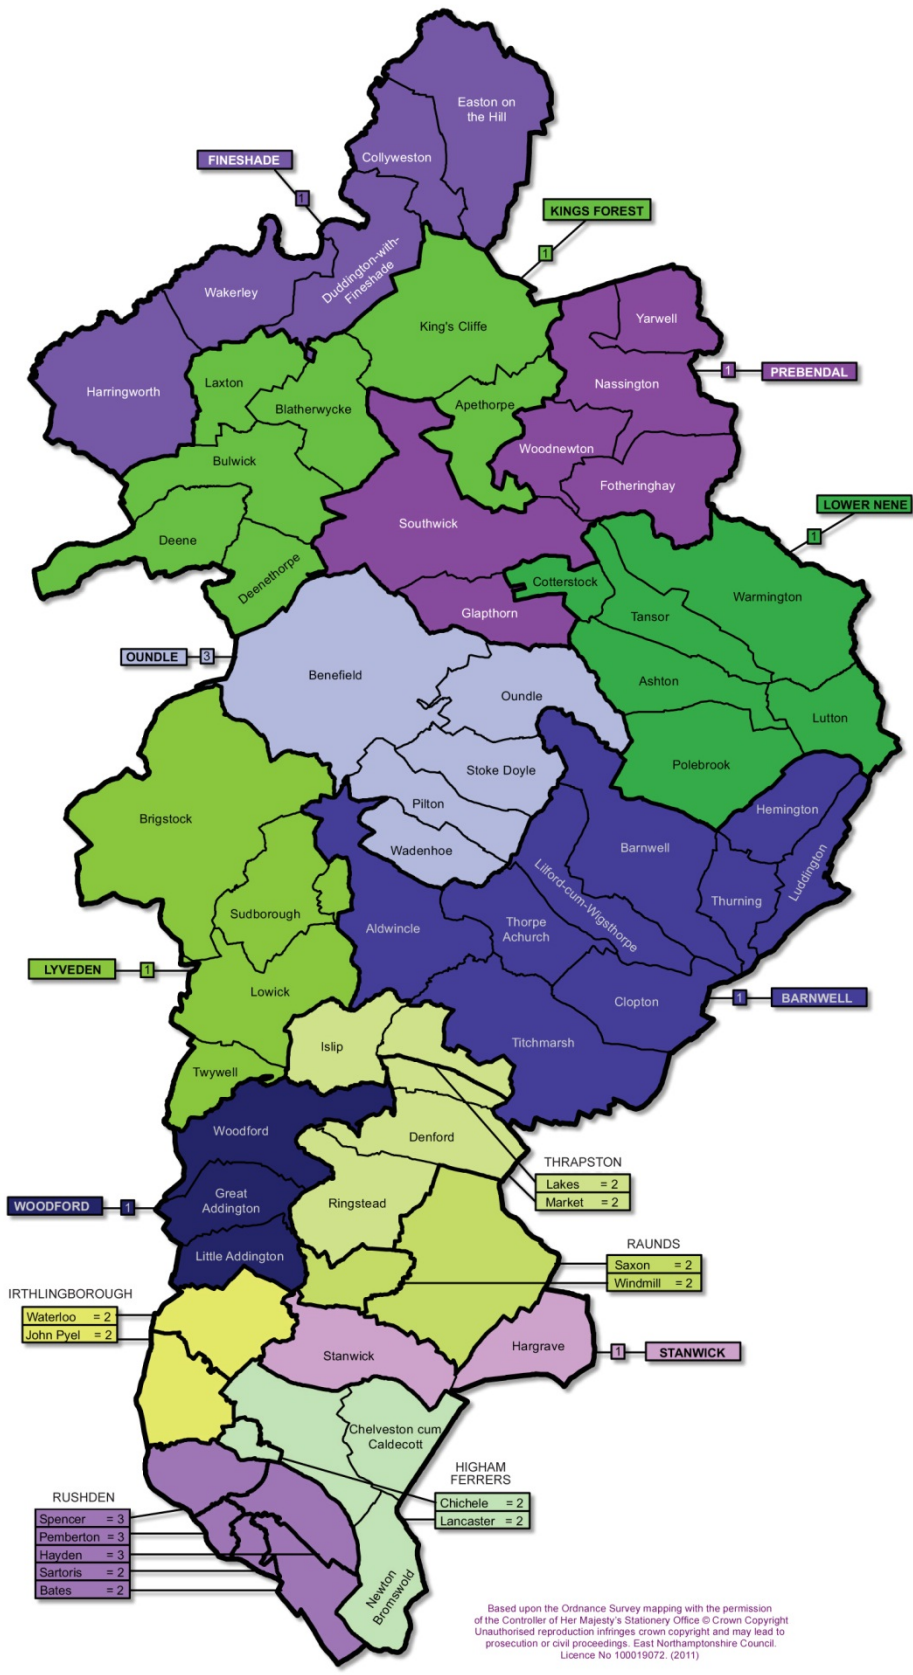 Easton on
the Hill
Collyweston
FINESHADE
1
KINGS FOREST
1
Duddington-with-
Fineshade
Wakerley
King's Cliffe
Yarwell
PREBENDAL
1
Harringworth
Laxton
Nassington
Blatherwycke
Apethorpe
Woodnewton
Bulwick
Fotheringhay
LOWER NENE
1
Southwick
Deene
Deenethorpe
Cotterstock
Warmington
Glapthorn
Tansor
OUNDLE
3
Benefield
Oundle
Ashton
Lutton
Stoke Doyle
Polebrook
Pilton
Hemington
Brigstock
Wadenhoe
Barnwell
Luddington
Lilford-cum-Wigsthorpe
Thurning
Sudborough
Aldwincle
Thorpe
Achurch
LYVEDEN
1
Lowick
Clopton
1
BARNWELL
Islip
Titchmarsh
Twywell
Woodford
Denford
THRAPSTON
Lakes = 2
Market = 2
WOODFORD
1
Great
Addington
Ringstead
Little Addington
RAUNDS
Saxon = 2
Windmill = 2
IRTHLINGBOROUGH
Waterloo = 2
John Pyel = 2
Stanwick
Hargrave
1
STANWICK
Chelveston cum
Caldecott
HIGHAM
FERRERS
Chichele = 2
Lancaster = 2
RUSHDEN
Spencer = 3
Pemberton = 3
Hayden = 3
Sartoris = 2
Bates = 2
Newton
Bromswold
Based upon the Ordnance Survey mapping with the permission
of the Controller of Her Majesty's Stationery Office © Crown Copyright
Unauthorised reproduction infringes crown copyright and may lead to
prosecution or civil proceedings. East Northamptonshire Council.
Licence No 100019072. (2011)